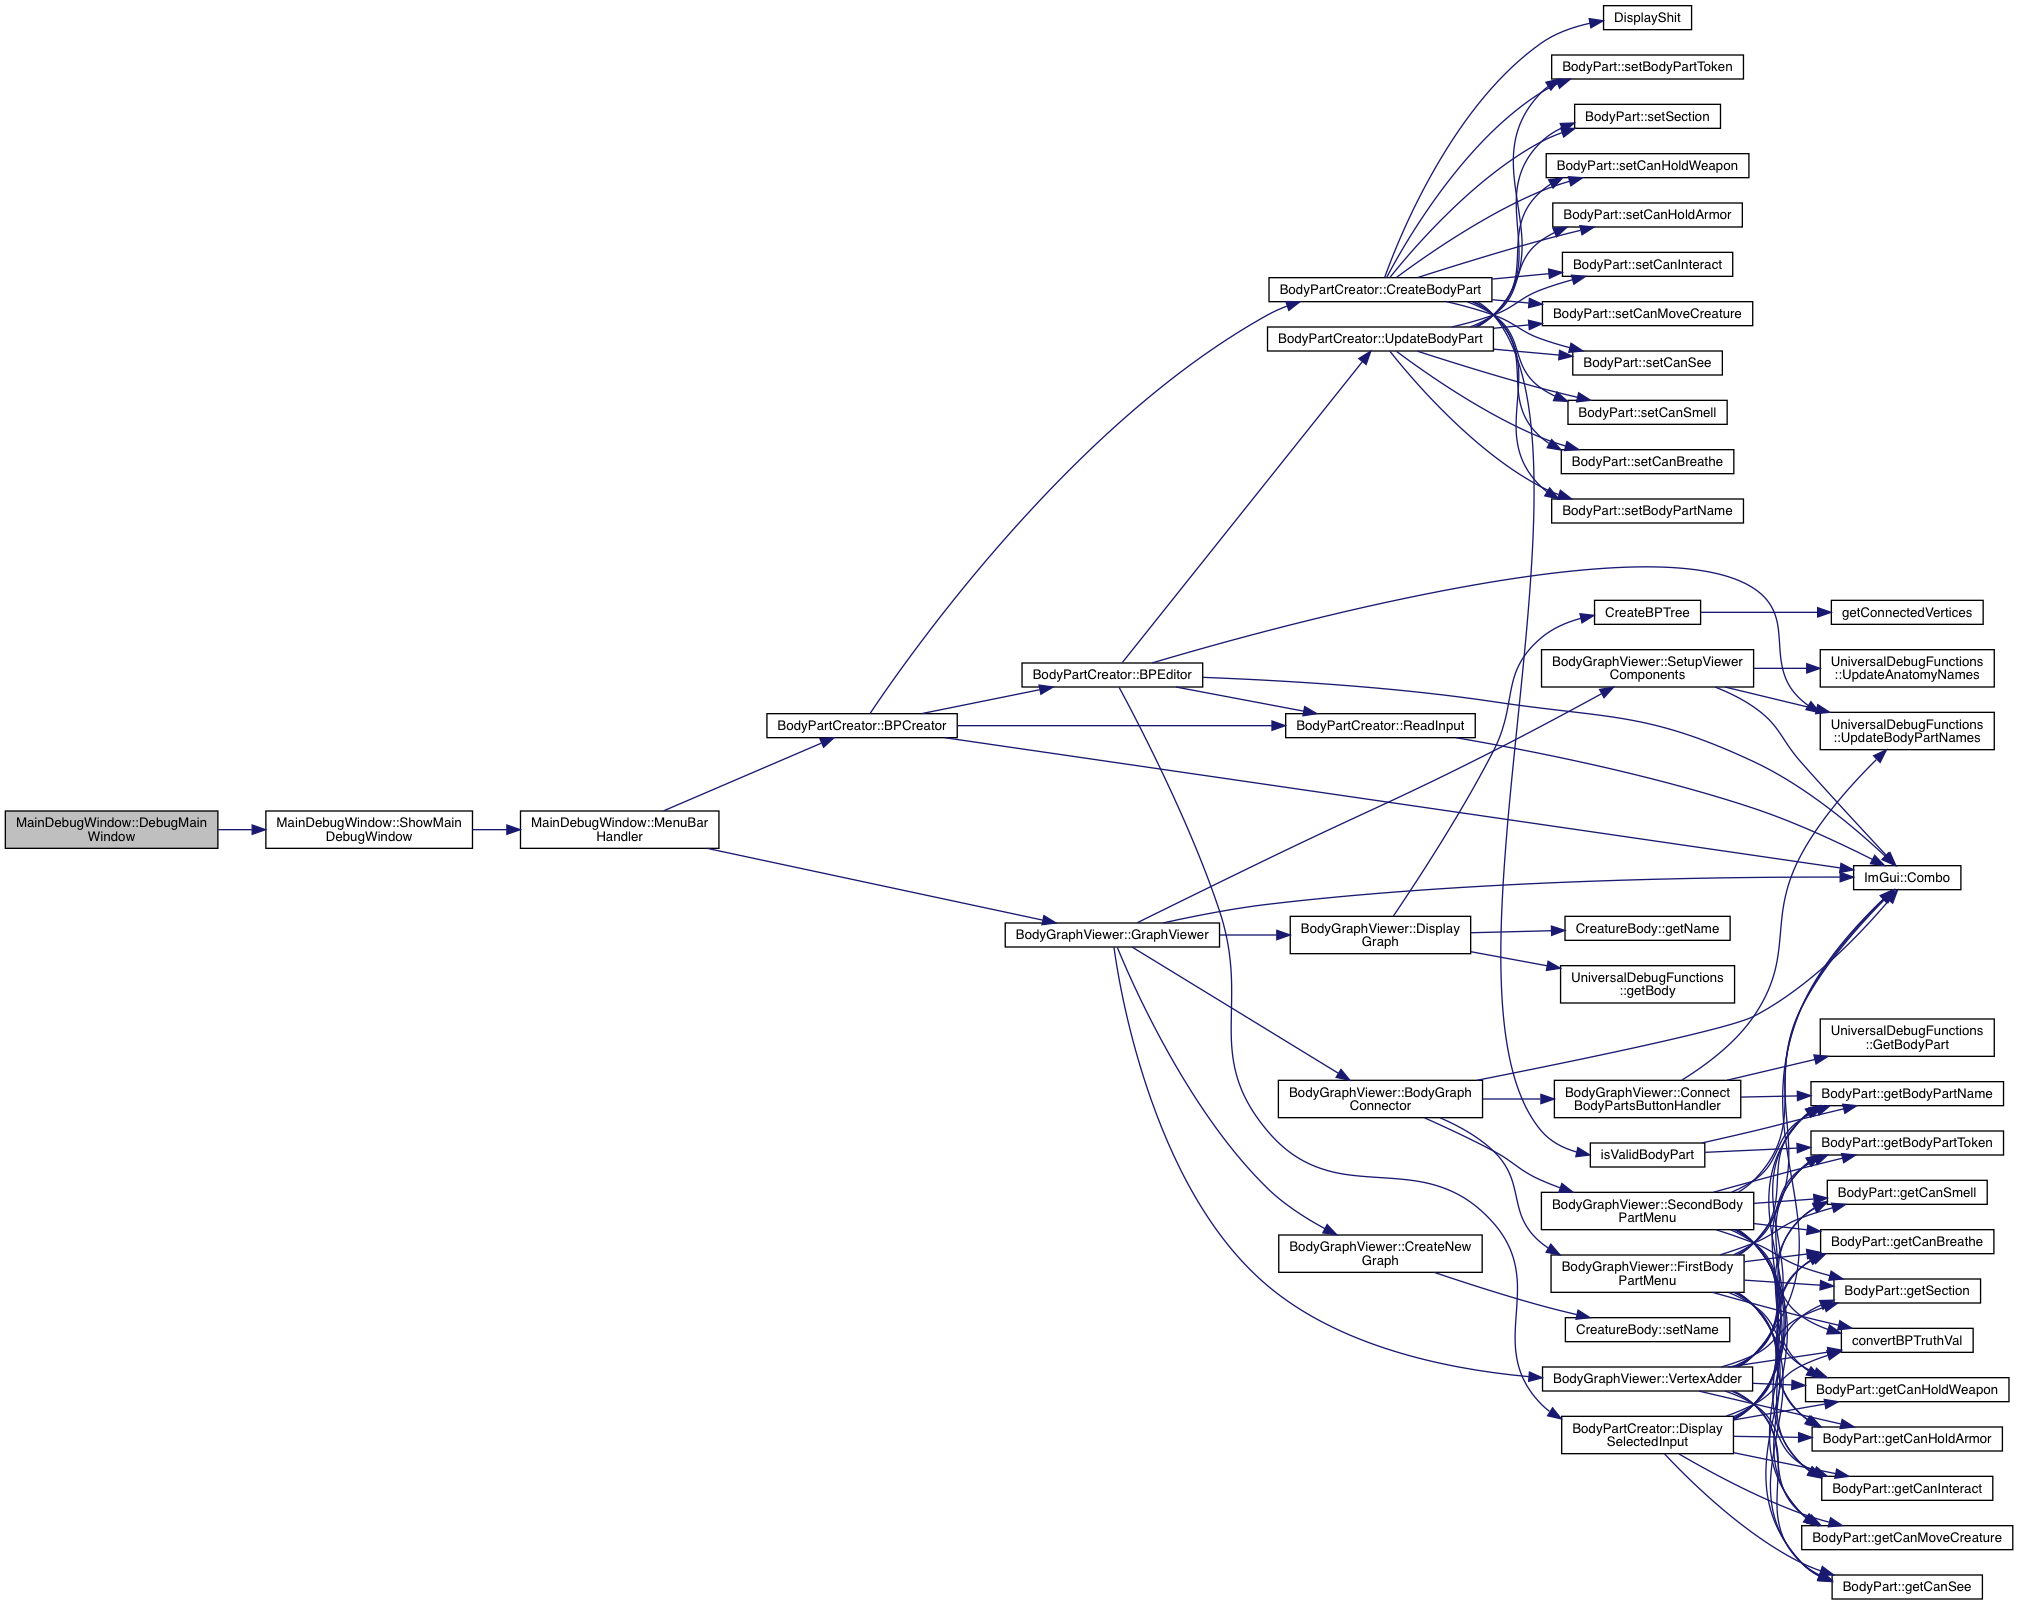 DisplayShit
BodyPart::setBodyPartToken
BodyPart::setSection
BodyPart::setCanHoldWeapon
BodyPart::setCanHoldArmor
BodyPart::setCanInteract
BodyPartCreator::CreateBodyPart
BodyPart::setCanMoveCreature
BodyPartCreator::UpdateBodyPart
BodyPart::setCanSee
BodyPart::setCanSmell
BodyPart::setCanBreathe
BodyPart::setBodyPartName
CreateBPTree
getConnectedVertices
BodyPartCreator::BPEditor
BodyGraphViewer::SetupViewer
Components
UniversalDebugFunctions
::UpdateAnatomyNames
BodyPartCreator::BPCreator
BodyPartCreator::ReadInput
UniversalDebugFunctions
::UpdateBodyPartNames
MainDebugWindow::DebugMain
Window
MainDebugWindow::ShowMain
DebugWindow
MainDebugWindow::MenuBar
Handler
ImGui::Combo
BodyGraphViewer::GraphViewer
BodyGraphViewer::Display
Graph
CreatureBody::getName
UniversalDebugFunctions
::getBody
UniversalDebugFunctions
::GetBodyPart
BodyGraphViewer::BodyGraph
Connector
BodyGraphViewer::Connect
BodyPartsButtonHandler
BodyPart::getBodyPartName
isValidBodyPart
BodyPart::getBodyPartToken
BodyGraphViewer::SecondBody
PartMenu
BodyPart::getCanSmell
BodyGraphViewer::CreateNew
Graph
BodyPart::getCanBreathe
BodyGraphViewer::FirstBody
PartMenu
BodyPart::getSection
CreatureBody::setName
convertBPTruthVal
BodyGraphViewer::VertexAdder
BodyPart::getCanHoldWeapon
BodyPartCreator::Display
SelectedInput
BodyPart::getCanHoldArmor
BodyPart::getCanInteract
BodyPart::getCanMoveCreature
BodyPart::getCanSee